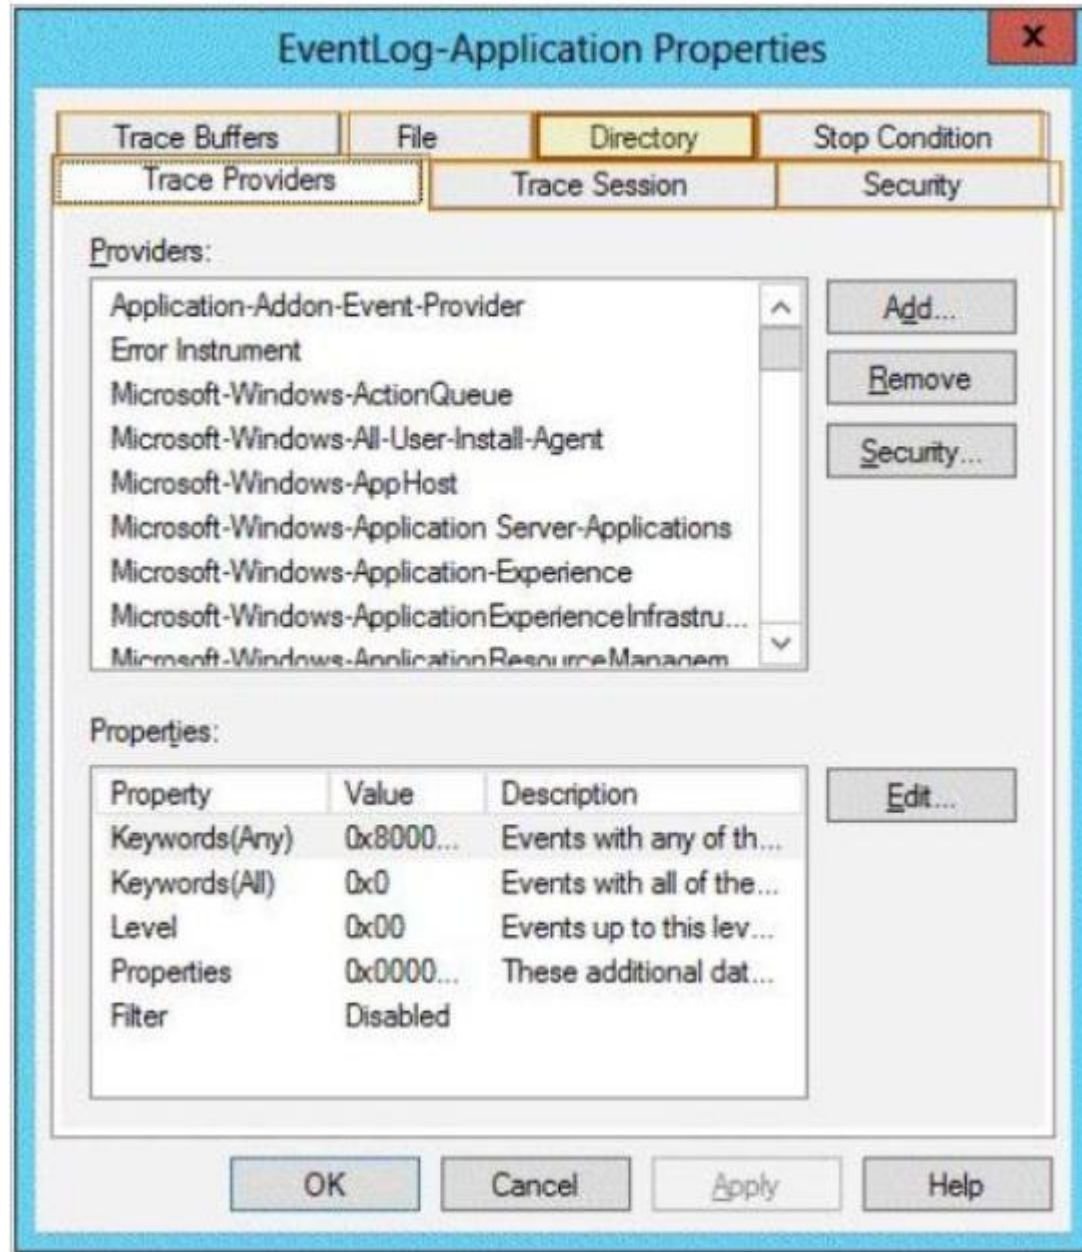 EventLog-Application Properties
x
Trace Buffers File Directory Stop Condition
Trace Providers Trace Session Security
Providers:
Application-Addon-Event-Provider
Error Instrument
Microsoft-Windows-ActionQueue
Microsoft-Windows-All-User-Install-Agent
Microsoft-Windows-AppHost
Microsoft-Windows-Application Server-Applications
Microsoft-Windows-Application-Experience
Microsoft-Windows-ApplicationExperienceInfrastru...
Microsoft-Windows-ApplicationResourceManagem
Add...
Remove
Security...
Properties:
Property Value Description
Keywords(Any) 0x8000... Events with any of th...
Keywords(All) 0x0 Events with all of the...
Level 0x00 Events up to this lev...
Properties 0x0000... These additional dat...
Filter Disabled
Edit...
OK Cancel Apply Help